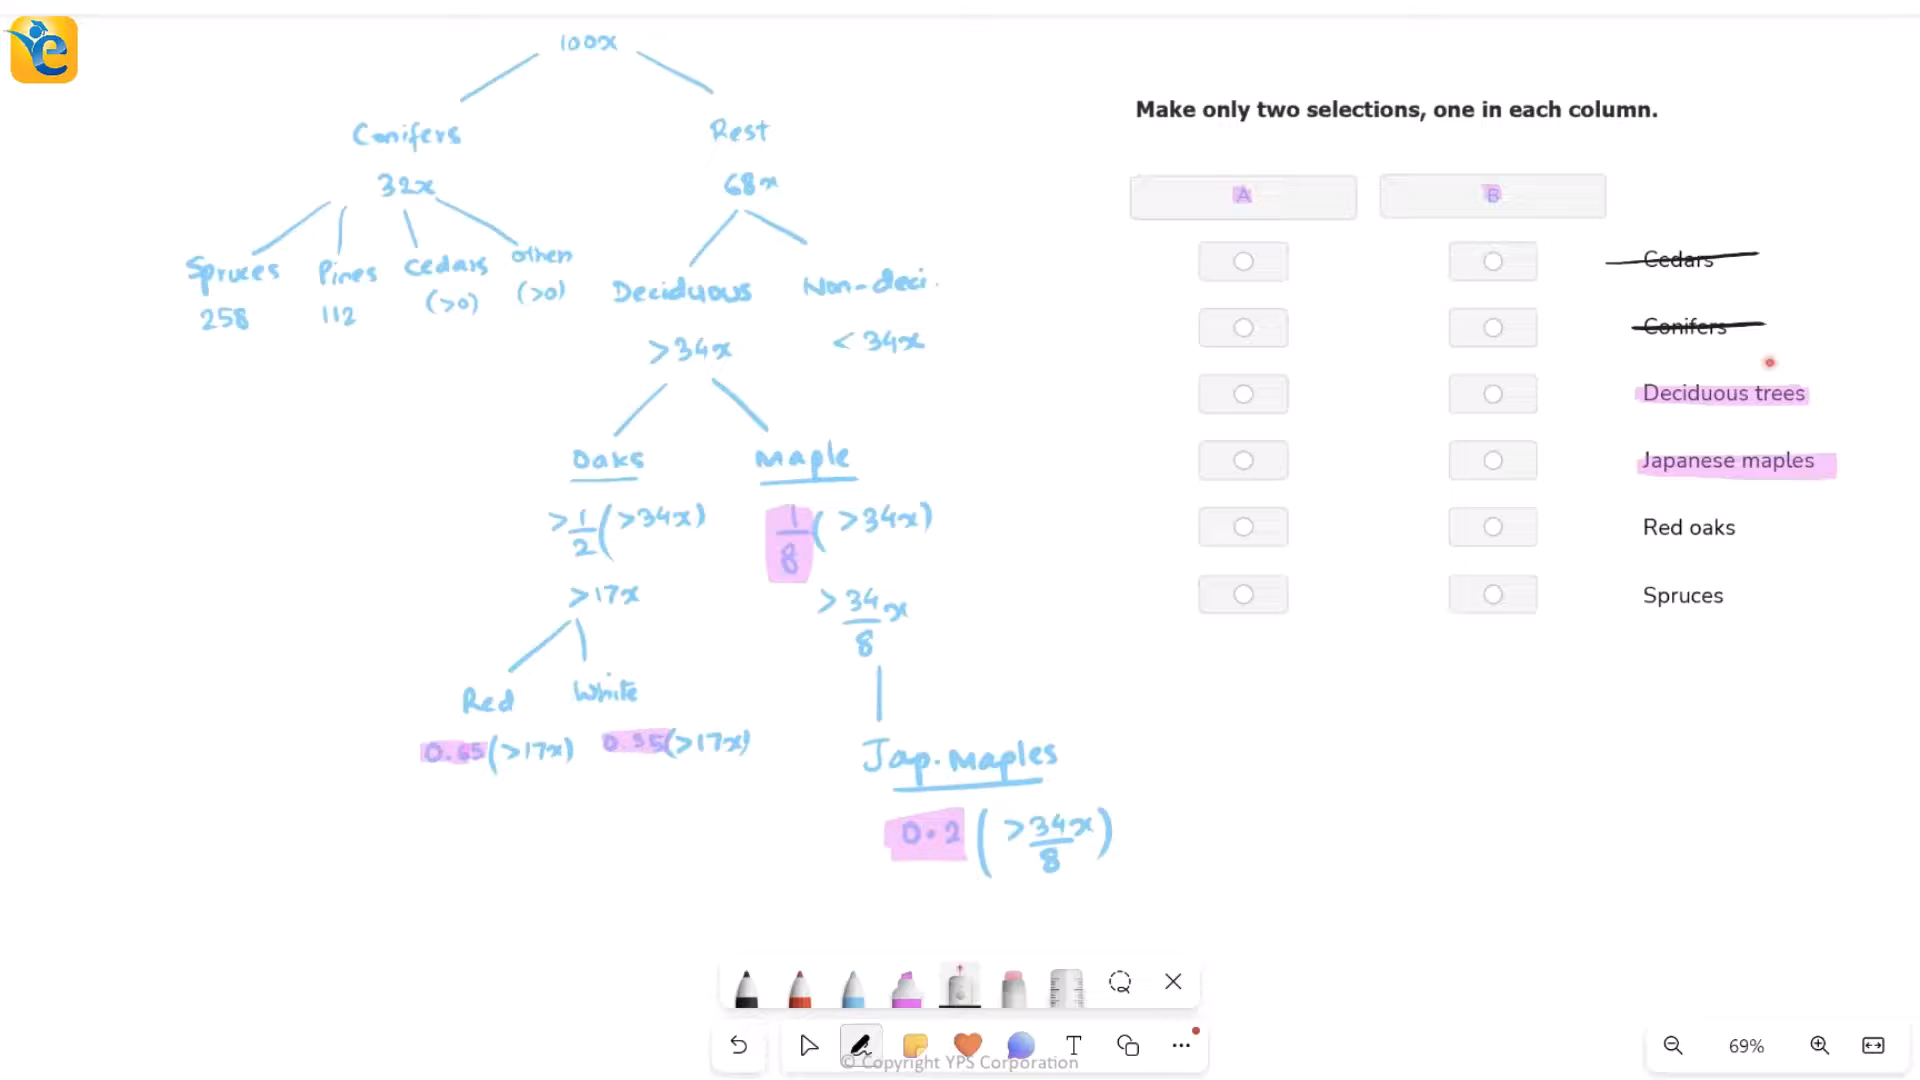 100x
Conifers
Rest
32x
68x
Spruces
Pines
Cedars
others
258
112
(>0)
(>0)
Deciduous
Non-deci.
>34x
<34x
Oaks
Maple
>1/2(>34x)
1/8(>34x)
>17x
>34/8 x
Red
White
0.65(>17x)
0.35(>17x)
Jap. Maples
0.2(>34x/8)
Make only two selections, one in each column.
A
B
Cedars
Conifers
Deciduous trees
Japanese maples
Red oaks
Spruces
T
© Copyright YPS Corporation
69%